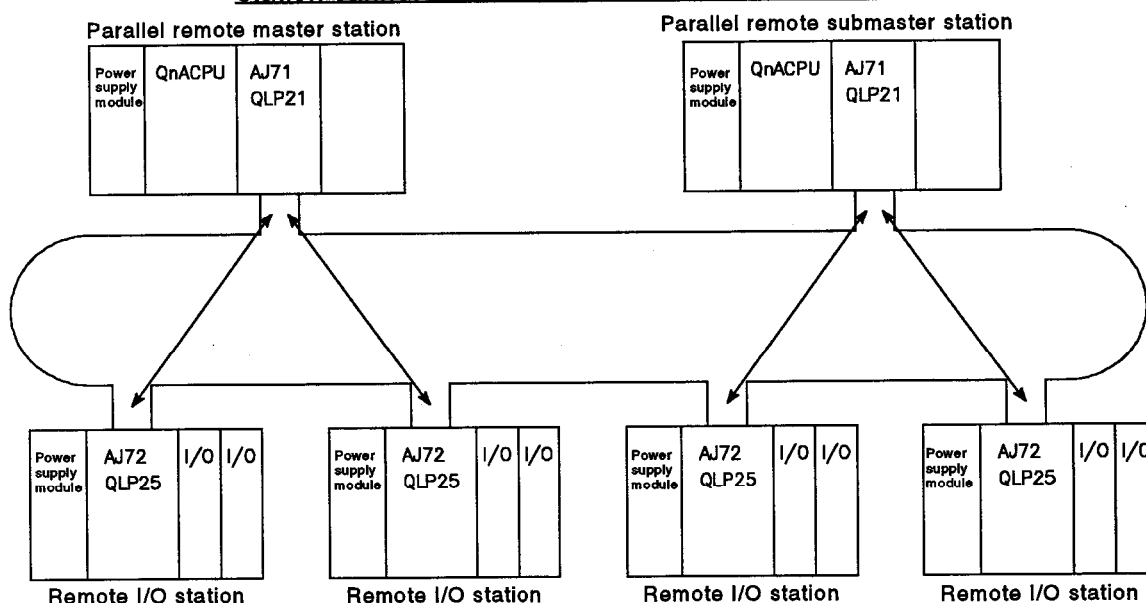 Parallel remote master station
Parallel remote submaster station
Power supply module
QnACPU
AJ71 QLP21
Power supply module
QnACPU
AJ71 QLP21
Power supply module
AJ72 QLP25
I/O
I/O
Power supply module
AJ72 QLP25
I/O
I/O
Power supply module
AJ72 QLP25
I/O
I/O
Power supply module
AJ72 QLP25
I/O
I/O
Remote I/O station
Remote I/O station
Remote I/O station
Remote I/O station